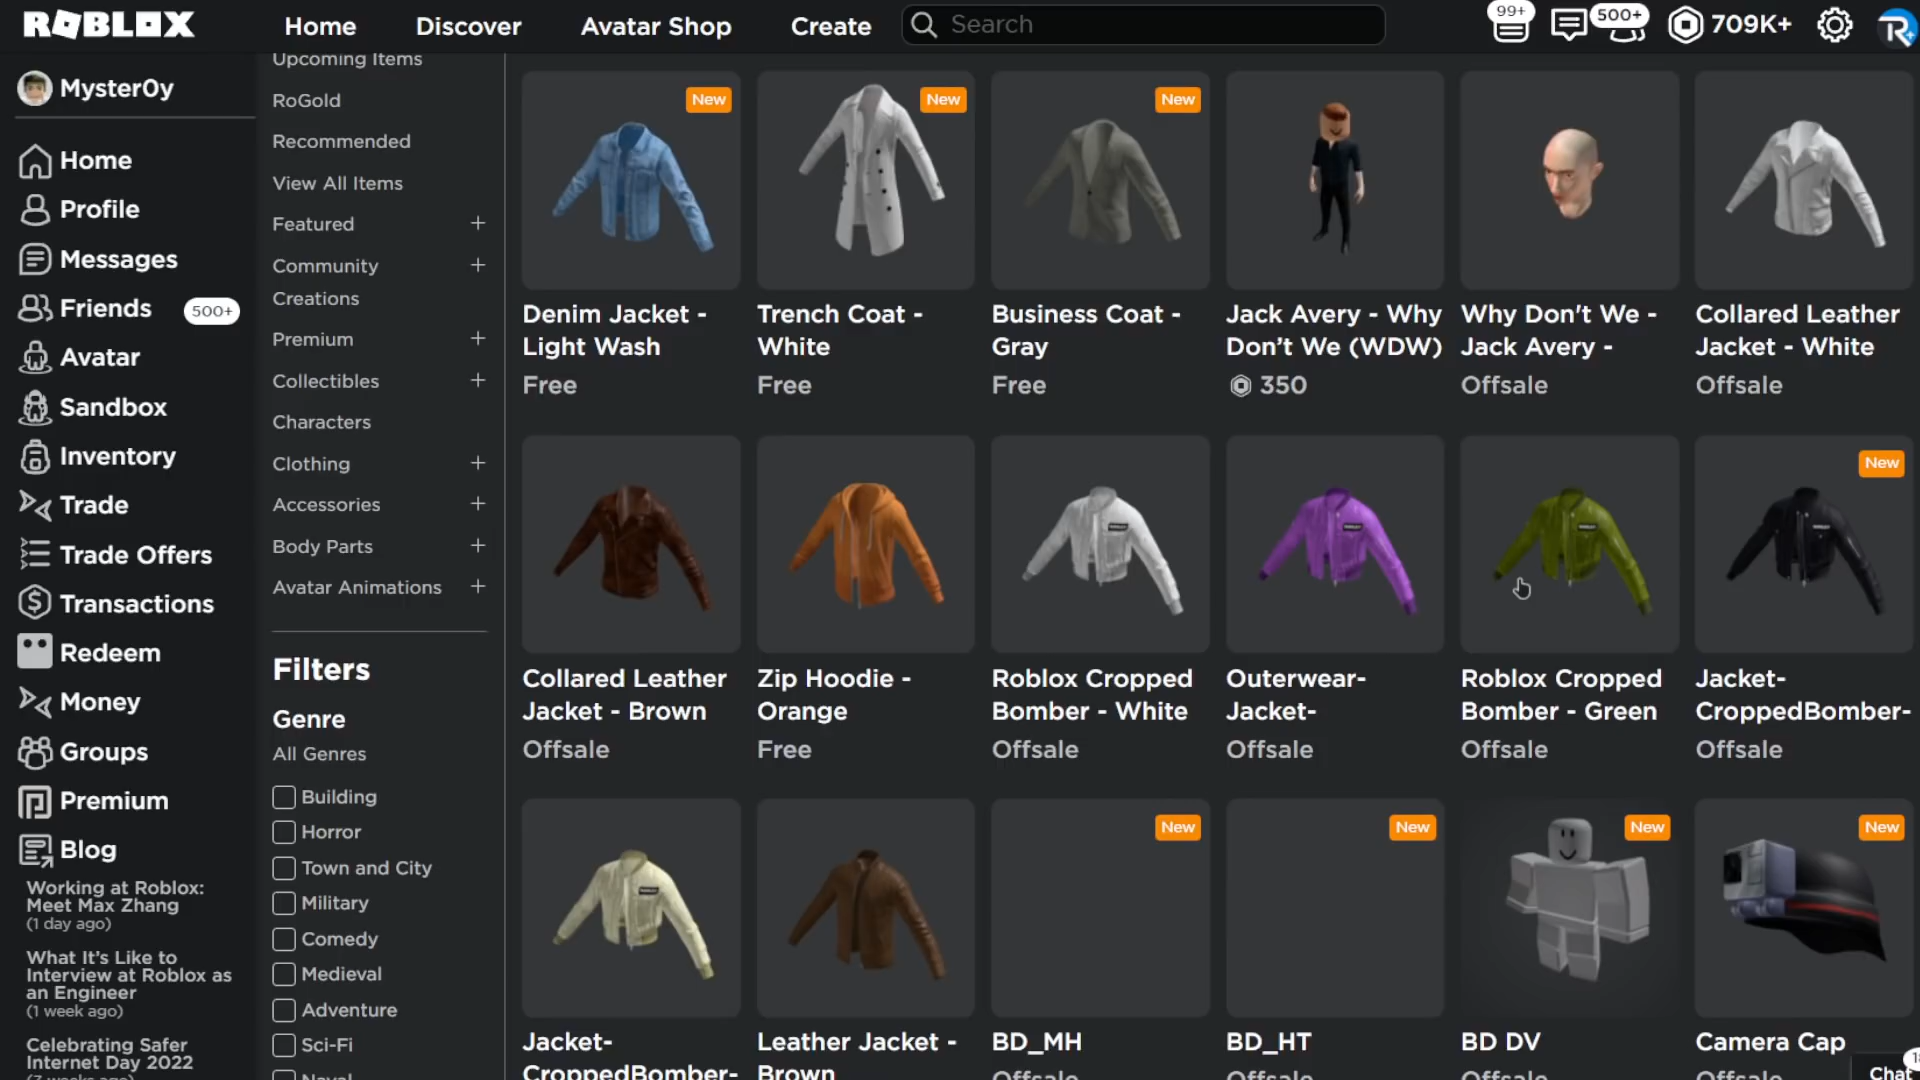 ROBLOX
Home
Discover
Avatar Shop
Create
Search
99+
500+
709K+
Myster0y
Home
Profile
Messages
Friends
500+
Avatar
Sandbox
Inventory
Trade
Trade Offers
Transactions
Redeem
Money
Groups
Premium
Blog
Working at Roblox:
Meet Max Zhang
(1 day ago)
What It's Like to
Interview at Roblox as
an Engineer
(1 week ago)
Celebrating Safer
Internet Day 2022
Upcoming Items
RoGold
Recommended
View All Items
Featured +
Community +
Creations
Premium +
Collectibles +
Characters
Clothing +
Accessories +
Body Parts +
Avatar Animations +
Filters
Genre
All Genres
Building
Horror
Town and City
Military
Comedy
Medieval
Adventure
Sci-Fi
Naval
New
Denim Jacket -
Light Wash
Free
New
Trench Coat -
White
Free
New
Business Coat -
Gray
Free
Jack Avery - Why
Don't We (WDW)
350
Why Don't We -
Jack Avery -
Offsale
Collared Leather
Jacket - White
Offsale
Collared Leather
Jacket - Brown
Offsale
Zip Hoodie -
Orange
Free
Roblox Cropped
Bomber - White
Offsale
Outerwear-
Jacket-
Offsale
Roblox Cropped
Bomber - Green
Offsale
New
Jacket-
CroppedBomber-
Offsale
Jacket-
CroppedBomber-
Leather Jacket -
Brown
New
BD_MH
Offsale
New
BD_HT
Offsale
New
BD DV
Offsale
New
Camera Cap
Offsale
Chat